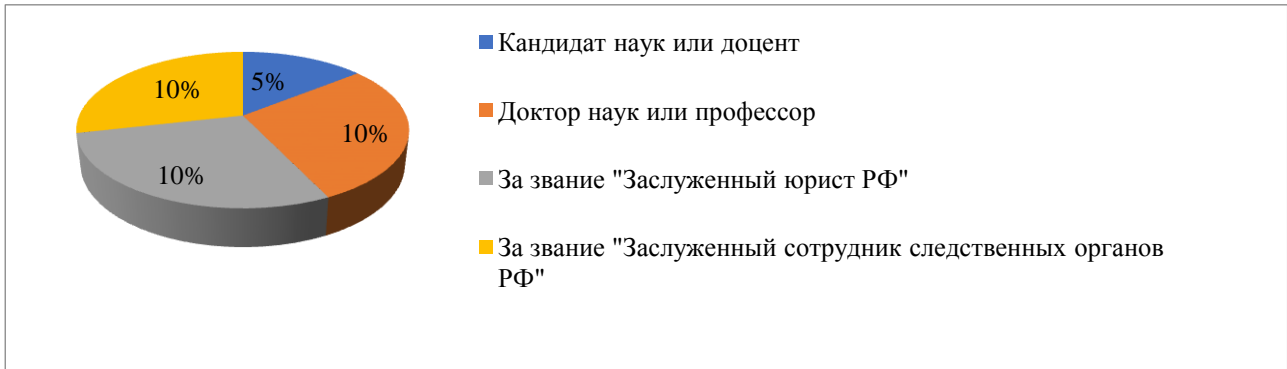 5%
10%
10%
10%
Кандидат наук или доцент
Доктор наук или профессор
За звание "Заслуженный юрист РФ"
За звание "Заслуженный сотрудник следственных органов
РФ"